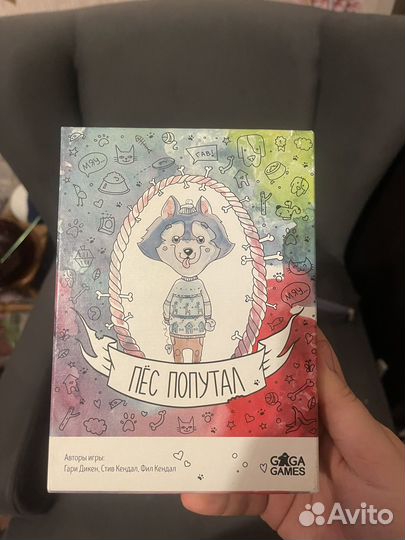 МЯУ...
ГАВ!
МЯУ...
ПЁС ПОПУТАЛ
Авторы игры:
Гари Дикен, Стив Кендал, Фил Кендал
GAGA
GAMES
Avito